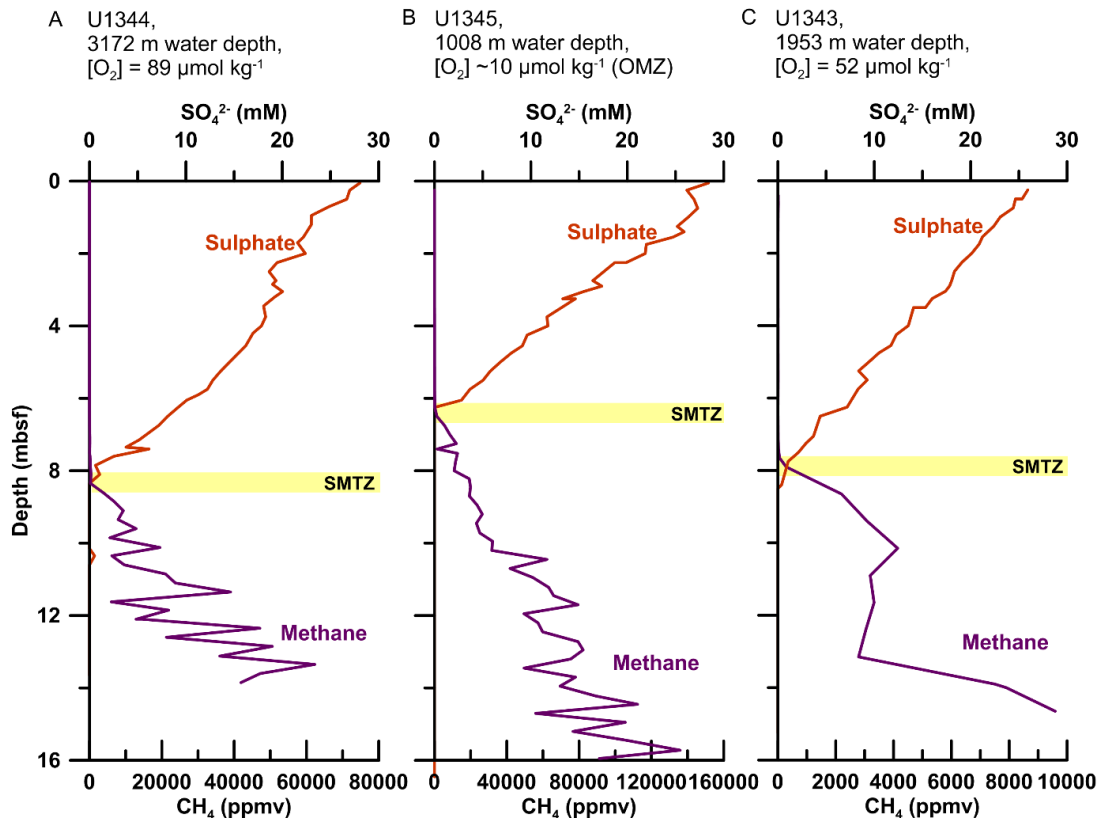 A U1344,
3172 m water depth,
[O₂] = 89 µmol kg⁻¹
B U1345,
1008 m water depth,
[O₂] ~10 µmol kg⁻¹ (OMZ)
C U1343,
1953 m water depth,
[O₂] = 52 µmol kg⁻¹
SO₄²⁻ (mM)
0 10 20 30
SO₄²⁻ (mM)
0 10 20 30
SO₄²⁻ (mM)
0 10 20 30
Depth (mbsf)
0
4
8
12
16
Sulphate
SMTZ
Methane
0 20000 40000 60000 80000
CH₄ (ppmv)
Sulphate
SMTZ
Methane
0 40000 80000 120000 160000
CH₄ (ppmv)
Sulphate
SMTZ
Methane
0 2000 4000 6000 8000 10000
CH₄ (ppmv)